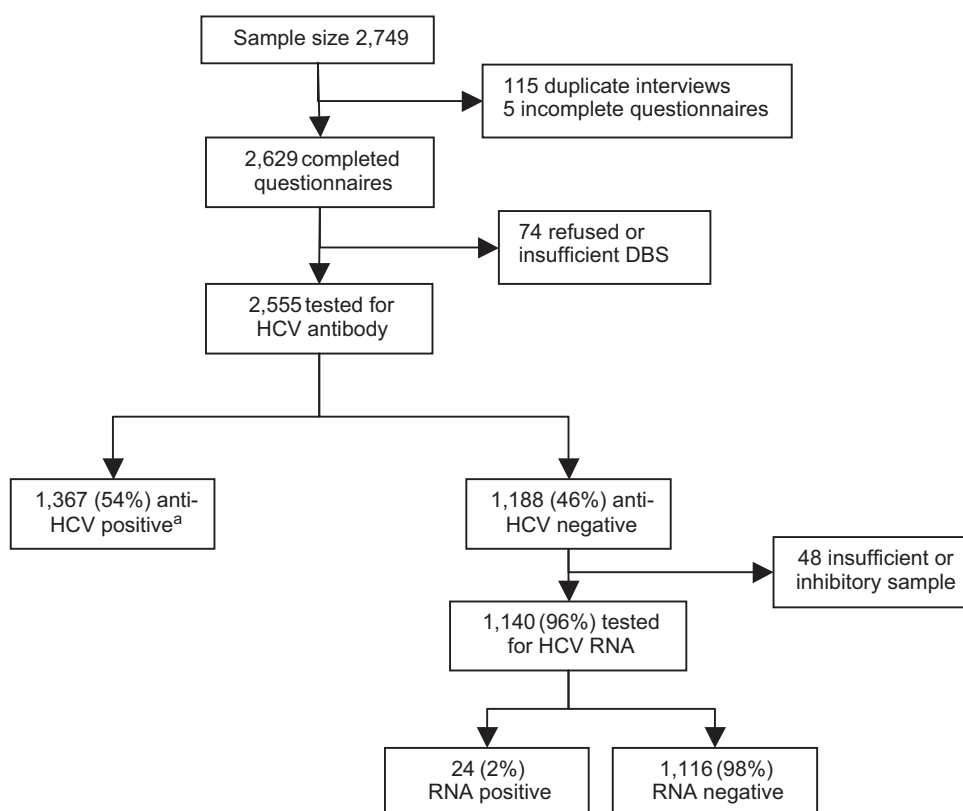 Sample size 2,749
115 duplicate interviews
5 incomplete questionnaires
2,629 completed
questionnaires
74 refused or
insufficient DBS
2,555 tested for
HCV antibody
1,367 (54%) anti-
HCV positiveᵃ
1,188 (46%) anti-
HCV negative
48 insufficient or
inhibitory sample
1,140 (96%) tested
for HCV RNA
24 (2%)
RNA positive
1,116 (98%)
RNA negative